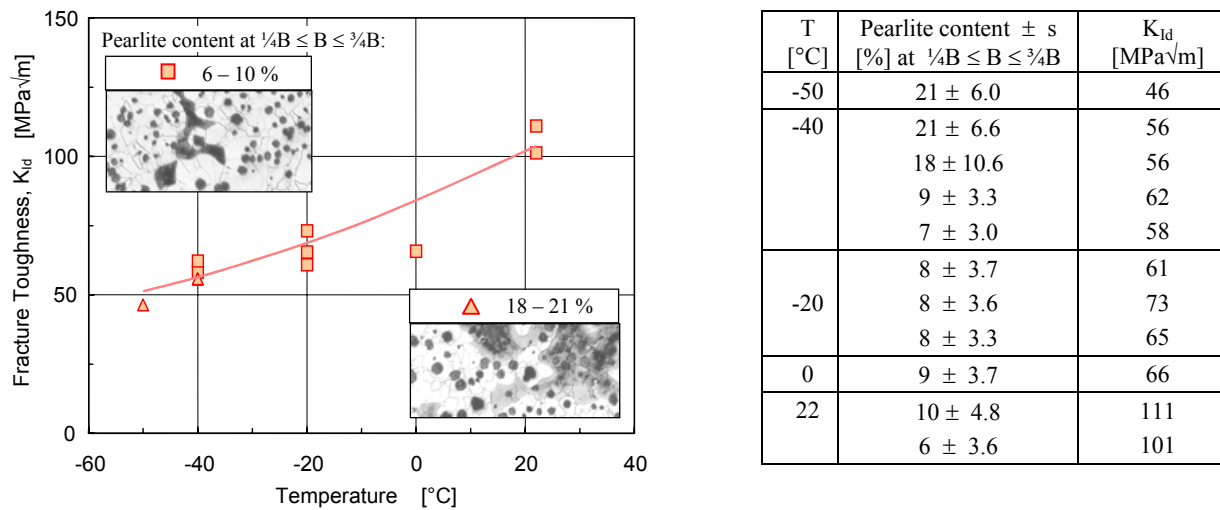 150
100
50
0
-60
-40
-20
0
20
40
Fracture Toughness, K_Id [MPa√m]
Temperature [°C]
Pearlite content at ¼B ≤ B ≤ ¾B:
6 – 10 %
18 – 21 %
T
[°C]
Pearlite content ± s
[%] at ¼B ≤ B ≤ ¾B
K_Id
[MPa√m]
-50 21 ± 6.0 46
-40 21 ± 6.6 56
18 ± 10.6 56
9 ± 3.3 62
7 ± 3.0 58
8 ± 3.7 61
-20 8 ± 3.6 73
8 ± 3.3 65
0 9 ± 3.7 66
22 10 ± 4.8 111
6 ± 3.6 101